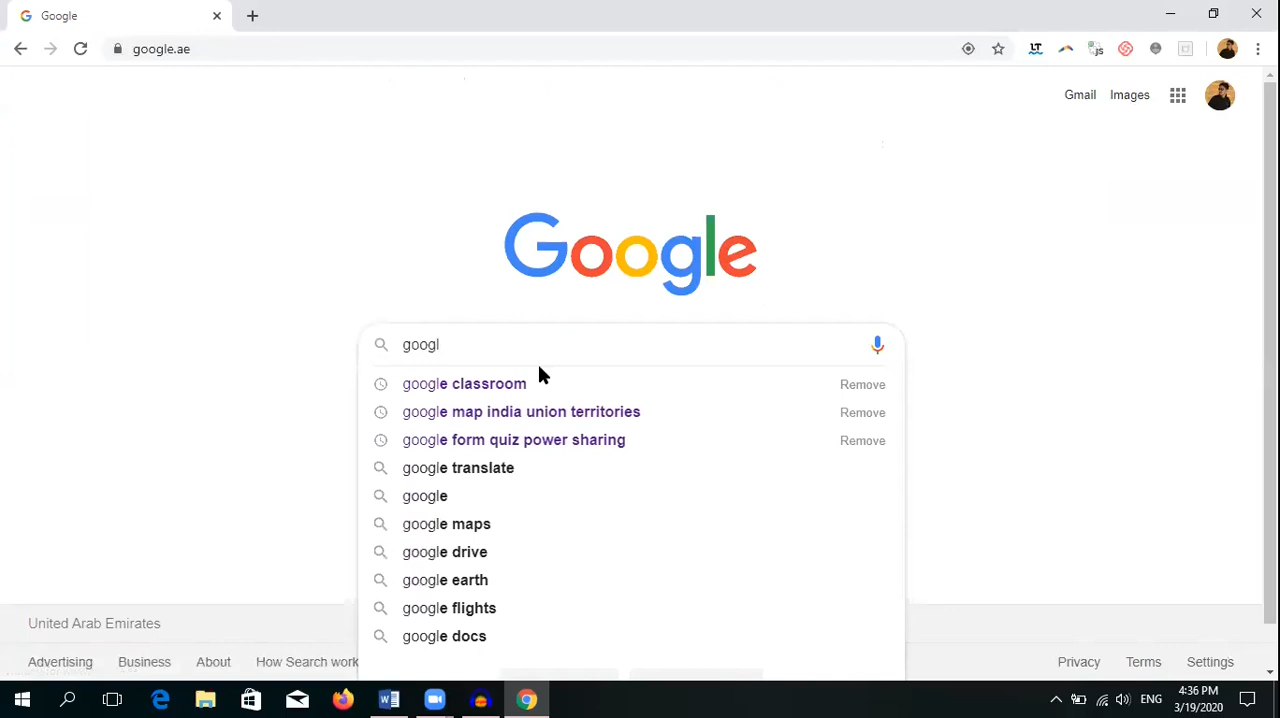 Google
google.ae
LT
js
Gmail Images
Google
googl
google classroom Remove
google map india union territories Remove
google form quiz power sharing Remove
google translate
google
google maps
google drive
google earth
google flights
google docs
United Arab Emirates
Advertising Business About How Search work Privacy Terms Settings
ENG 4:36 PM
3/19/2020